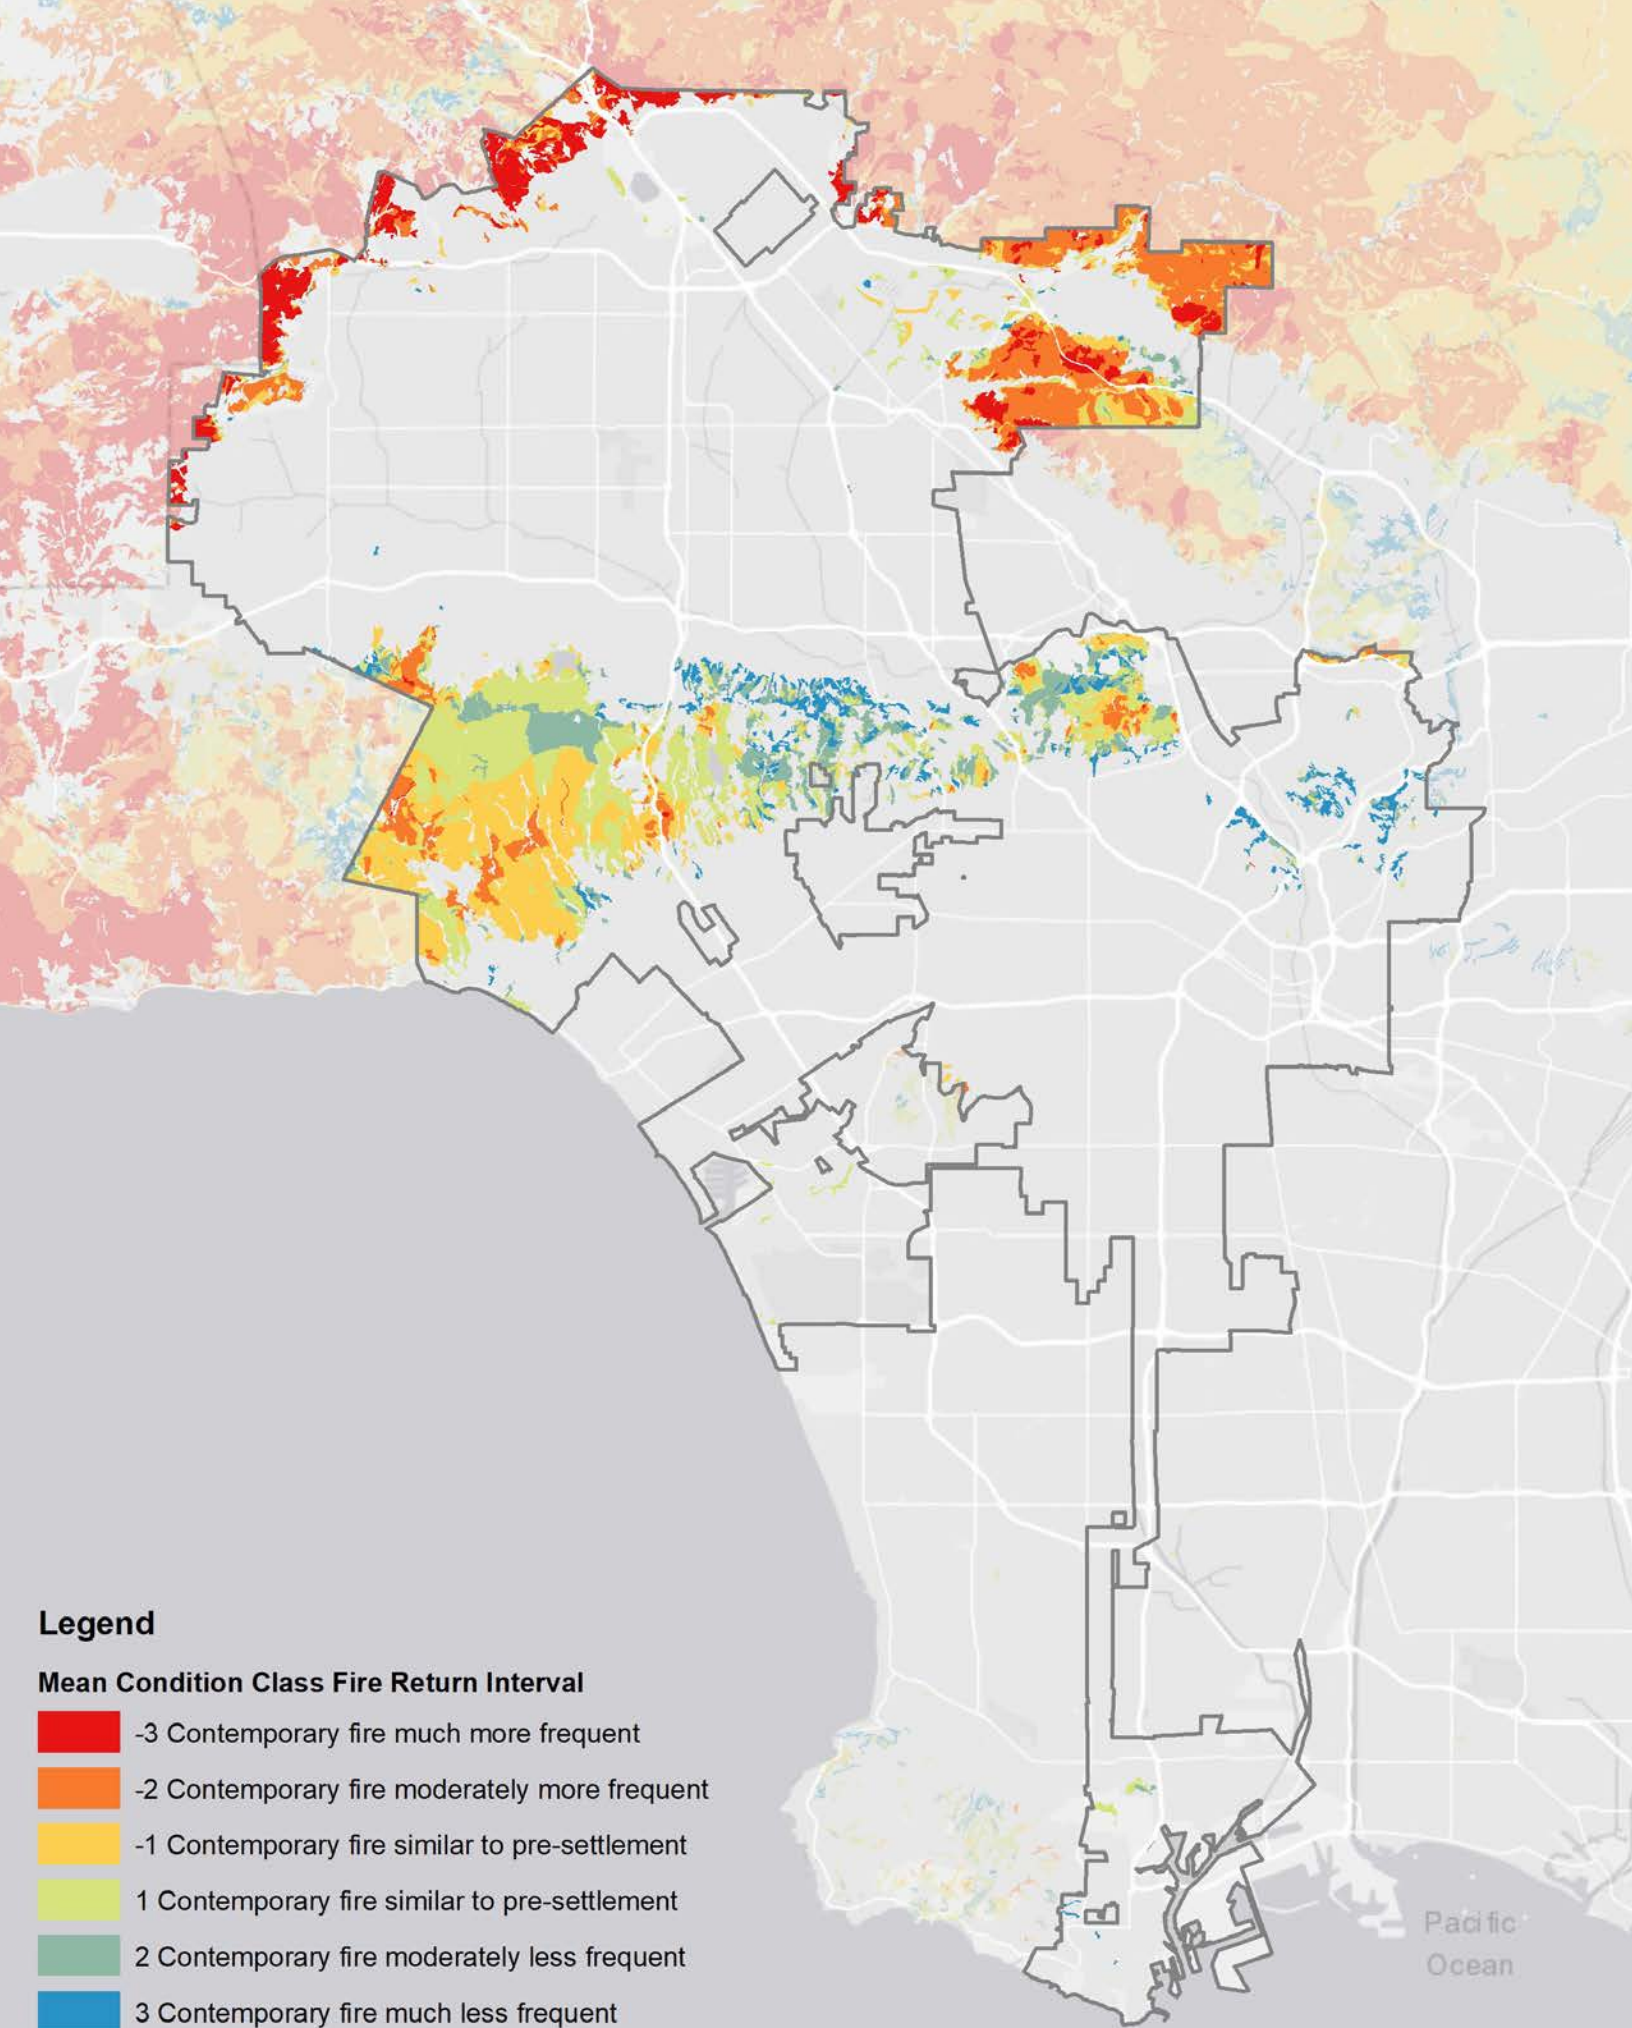 Legend
Mean Condition Class Fire Return Interval
-3 Contemporary fire much more frequent
-2 Contemporary fire moderately more frequent
-1 Contemporary fire similar to pre-settlement
1 Contemporary fire similar to pre-settlement
2 Contemporary fire moderately less frequent
3 Contemporary fire much less frequent
Pacific
Ocean